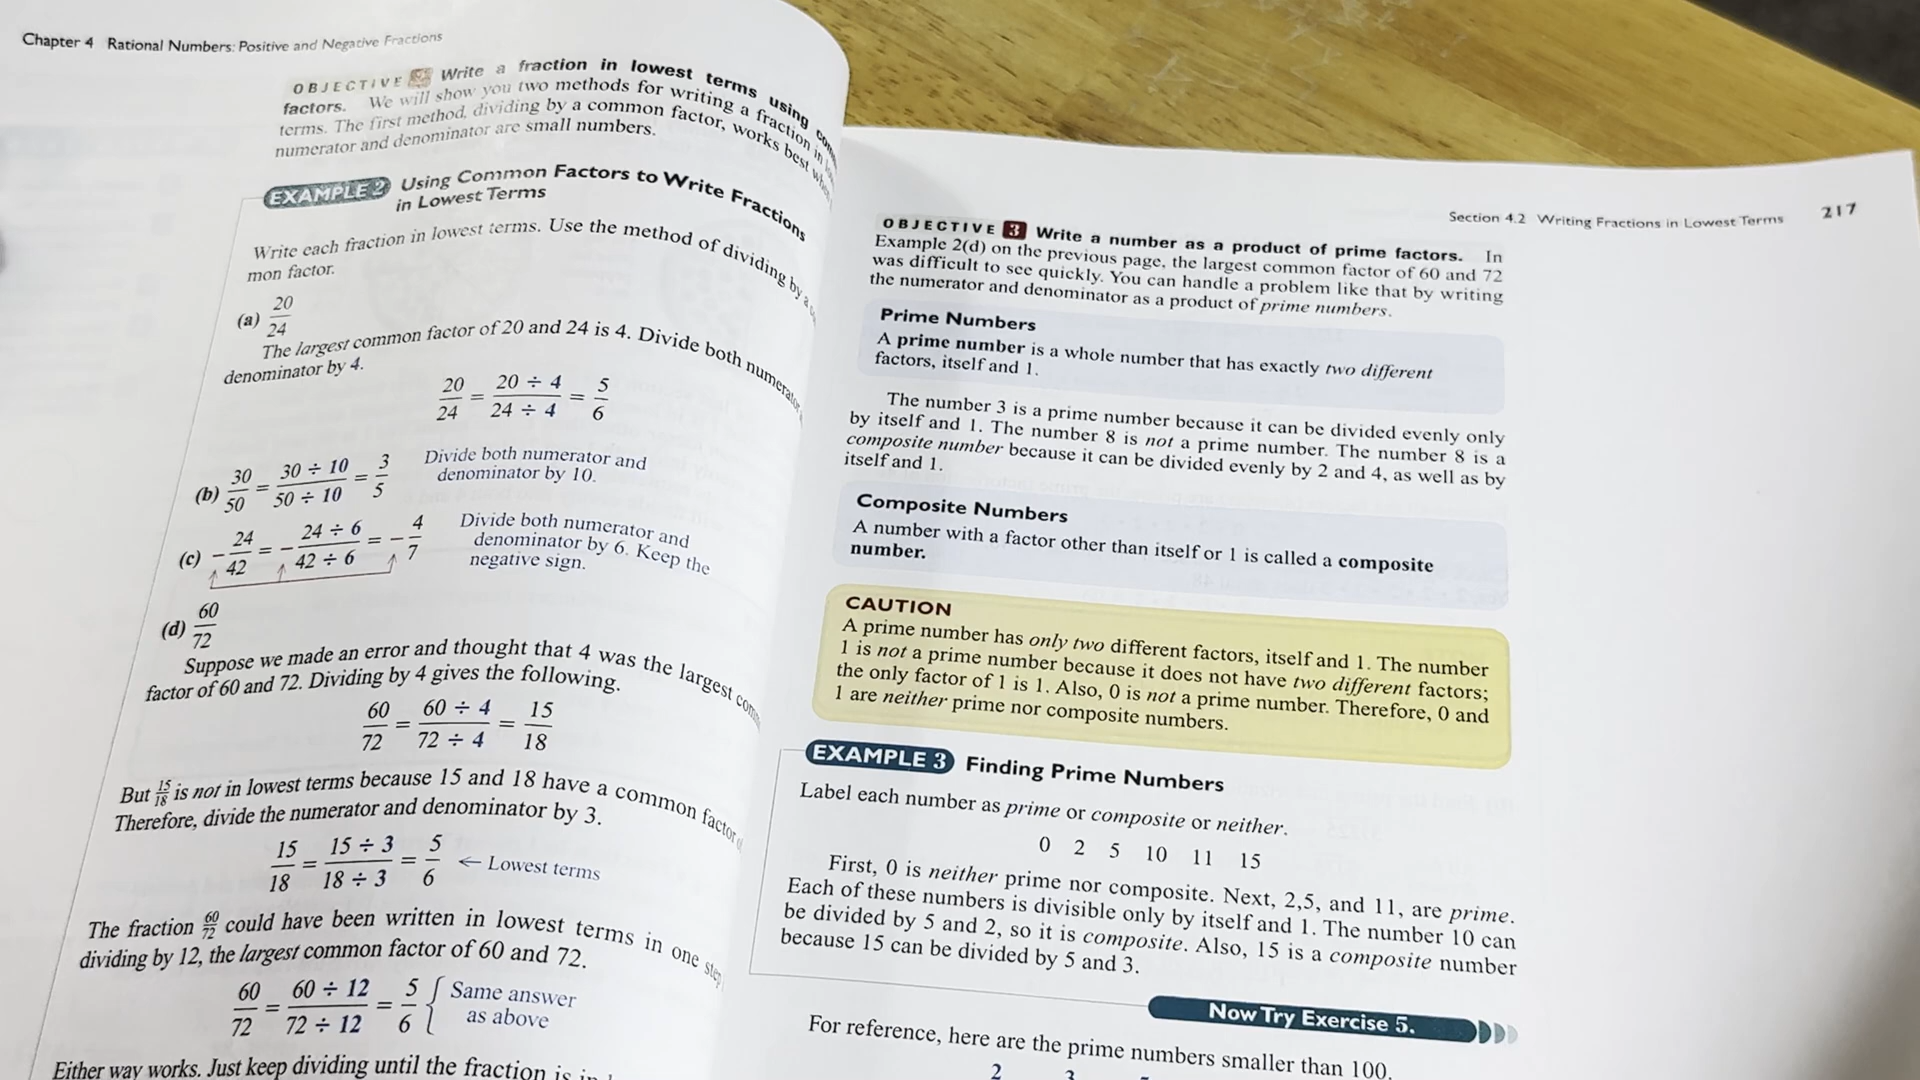 Chapter 4 Rational Numbers: Positive and Negative Fractions
OBJECTIVE 2 Write a fraction in lowest terms using
factors. We will show you two methods for writing a fraction in
terms. The first method, dividing by a common factor, works best
numerator and denominator are small numbers.
EXAMPLE 2 Using Common Factors to Write Fractions
in Lowest Terms
Write each fraction in lowest terms. Use the method of dividing by a
mon factor.
(a) 20/24
The largest common factor of 20 and 24 is 4. Divide both numerator
denominator by 4.
20/24 = 20 ÷ 4/24 ÷ 4 = 5/6
(b) 30/50 = 30 ÷ 10/50 ÷ 10 = 3/5 Divide both numerator and
denominator by 10.
(c) −24/42 = −24 ÷ 6/42 ÷ 6 = −4/7 Divide both numerator and
denominator by 6. Keep the
negative sign.
(d) 60/72
Suppose we made an error and thought that 4 was the largest
factor of 60 and 72. Dividing by 4 gives the following.
60/72 = 60 ÷ 4/72 ÷ 4 = 15/18
But 15/18 is not in lowest terms because 15 and 18 have a common factor
Therefore, divide the numerator and denominator by 3.
15/18 = 15 ÷ 3/18 ÷ 3 = 5/6 ← Lowest terms
The fraction 60/72 could have been written in lowest terms in one step
dividing by 12, the largest common factor of 60 and 72.
60/72 = 60 ÷ 12/72 ÷ 12 = 5/6 { Same answer
as above
Either way works. Just keep dividing until the fraction is in
Section 4.2 Writing Fractions in Lowest Terms 217
OBJECTIVE 3 Write a number as a product of prime factors. In
Example 2(d) on the previous page, the largest common factor of 60 and 72
was difficult to see quickly. You can handle a problem like that by writing
the numerator and denominator as a product of prime numbers.
Prime Numbers
A prime number is a whole number that has exactly two different
factors, itself and 1.
The number 3 is a prime number because it can be divided evenly only
by itself and 1. The number 8 is not a prime number. The number 8 is a
composite number because it can be divided evenly by 2 and 4, as well as by
itself and 1.
Composite Numbers
A number with a factor other than itself or 1 is called a composite
number.
CAUTION
A prime number has only two different factors, itself and 1. The number
1 is not a prime number because it does not have two different factors;
the only factor of 1 is 1. Also, 0 is not a prime number. Therefore, 0 and
1 are neither prime nor composite numbers.
EXAMPLE 3 Finding Prime Numbers
Label each number as prime or composite or neither.
0 2 5 10 11 15
First, 0 is neither prime nor composite. Next, 2,5, and 11, are prime.
Each of these numbers is divisible only by itself and 1. The number 10 can
be divided by 5 and 2, so it is composite. Also, 15 is a composite number
because 15 can be divided by 5 and 3.
Now Try Exercise 5.
For reference, here are the prime numbers smaller than 100.
2 3